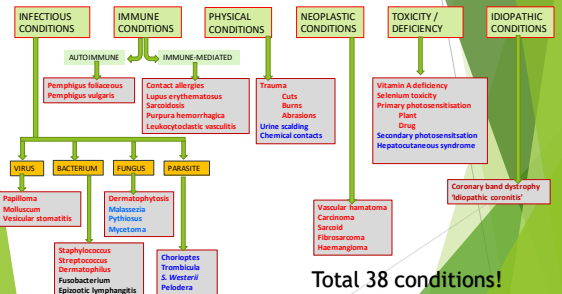 INFECTIOUS
CONDITIONS
IMMUNE
CONDITIONS
PHYSICAL
CONDITIONS
NEOPLASTIC
CONDITIONS
TOXICITY /
DEFICIENCY
IDIOPATHIC
CONDITIONS
AUTOIMMUNE
IMMUNE-MEDIATED
Pemphigus foliaceous
Pemphigus vulgaris
Contact allergies
Lupus erythematosus
Sarcoidosis
Purpura hemorrhagica
Leukocytoclastic vasculitis
Trauma
Cuts
Burns
Abrasions
Urine scalding
Chemical contacts
Vitamin A deficiency
Selenium toxicity
Primary photosensitisation
Plant
Drug
Secondary photosensitsation
Hepatocutaneous syndrome
VIRUS
BACTERIUM
FUNGUS
PARASITE
Papilloma
Molluscum
Vesicular stomatitis
Dermatophytosis
Malassezia
Pythiosus
Mycetoma
Vascular hamatoma
Carcinoma
Sarcoid
Fibrosarcoma
Haemangioma
Coronary band dystrophy
'Idiopathic coronitis'
Staphylococcus
Streptococcus
Dermatophilus
Fusobacterium
Epizootic lymphangitis
Chorioptes
Trombicula
S. Westerii
Pelodera
Total 38 conditions!